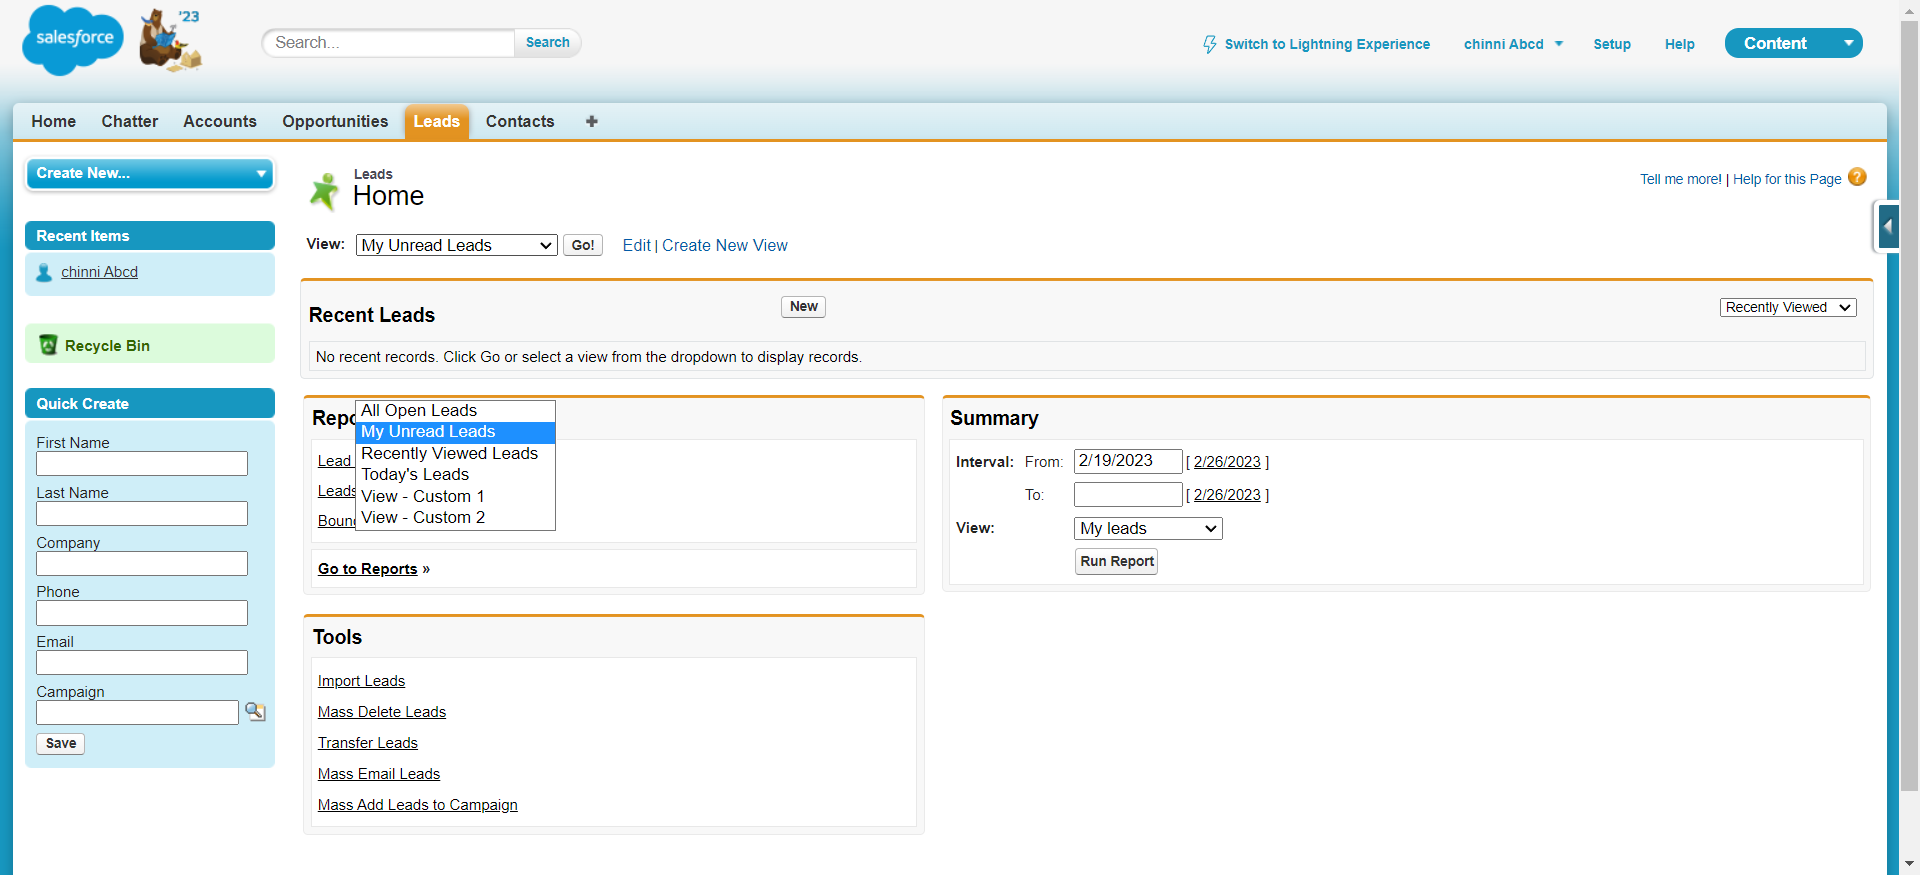 salesforce
'23
Search...
Search
Switch to Lightning Experience
chinni Abcd
Setup
Help
Content
Home
Chatter
Accounts
Opportunities
Leads
Contacts
Create New...
Recent Items
chinni Abcd
Recycle Bin
Quick Create
First Name
Last Name
Company
Phone
Email
Campaign
Save
Leads
Home
Tell me more! | Help for this Page
View: My Unread Leads Go! Edit | Create New View
Recent Leads
New
Recently Viewed
No recent records. Click Go or select a view from the dropdown to display records.
All Open Leads
My Unread Leads
Recently Viewed Leads
Today's Leads
View - Custom 1
View - Custom 2
Lead
Leads
Go to Reports »
Summary
Interval: From: 2/19/2023 [ 2/26/2023 ]
To: [ 2/26/2023 ]
View: My leads
Run Report
Tools
Import Leads
Mass Delete Leads
Transfer Leads
Mass Email Leads
Mass Add Leads to Campaign